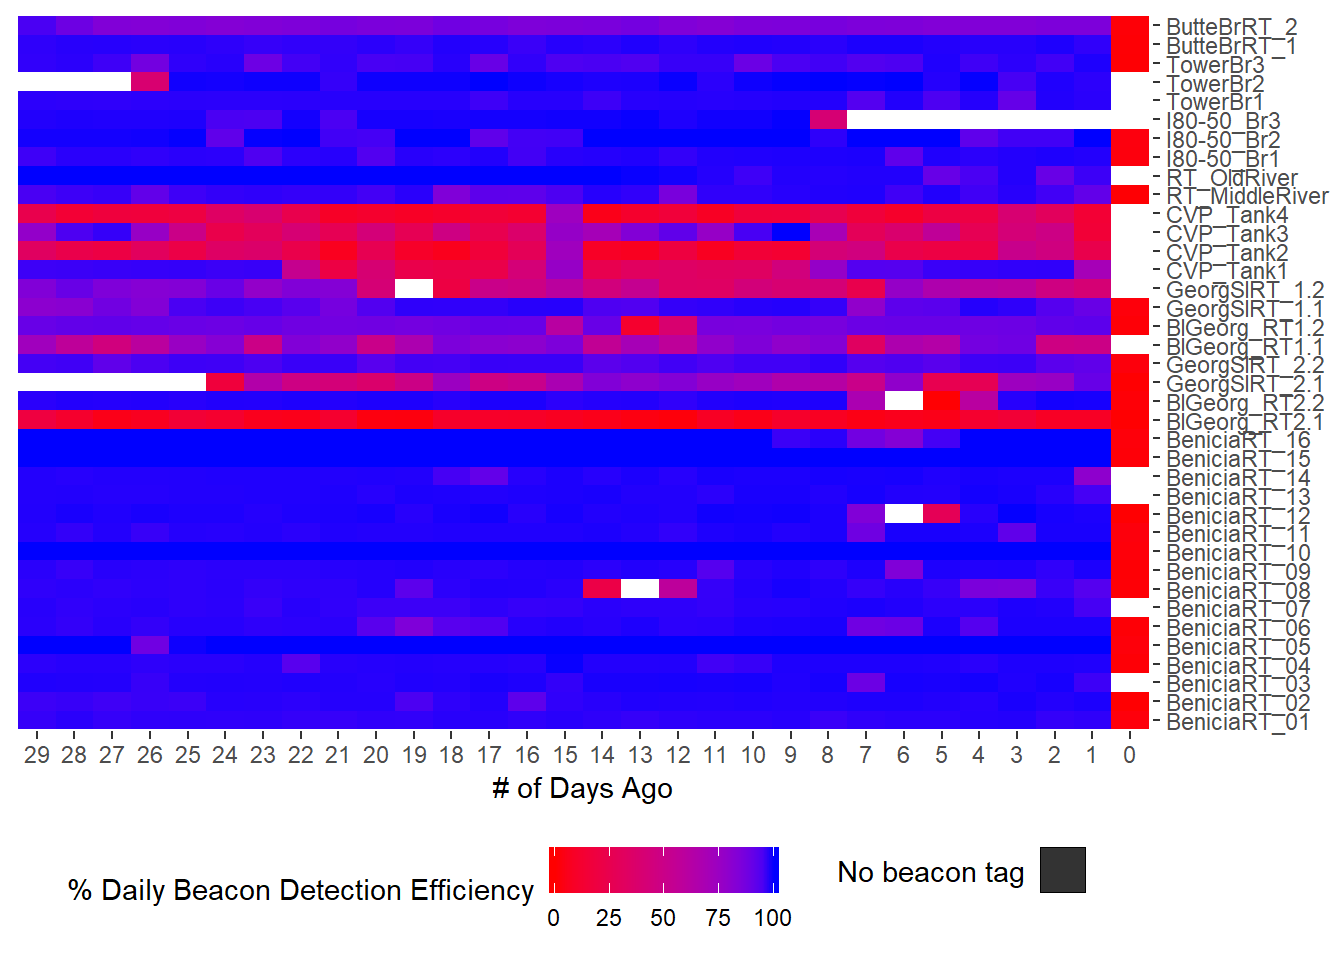 ButteBrRT_2
ButteBrRT_1
TowerBr3
TowerBr2
TowerBr1
I80-50_Br3
I80-50_Br2
I80-50_Br1
RT_OldRiver
RT_MiddleRiver
CVP_Tank4
CVP_Tank3
CVP_Tank2
CVP_Tank1
GeorgSlRT_1.2
GeorgSlRT_1.1
BlGeorg_RT1.2
BlGeorg_RT1.1
GeorgSlRT_2.2
GeorgSlRT_2.1
BlGeorg_RT2.2
BlGeorg_RT2.1
BeniciaRT_16
BeniciaRT_15
BeniciaRT_14
BeniciaRT_13
BeniciaRT_12
BeniciaRT_11
BeniciaRT_10
BeniciaRT_09
BeniciaRT_08
BeniciaRT_07
BeniciaRT_06
BeniciaRT_05
BeniciaRT_04
BeniciaRT_03
BeniciaRT_02
BeniciaRT_01
29 28 27 26 25 24 23 22 21 20 19 18 17 16 15 14 13 12 11 10 9 8 7 6 5 4 3 2 1 0
# of Days Ago
% Daily Beacon Detection Efficiency
0 25 50 75 100
No beacon tag